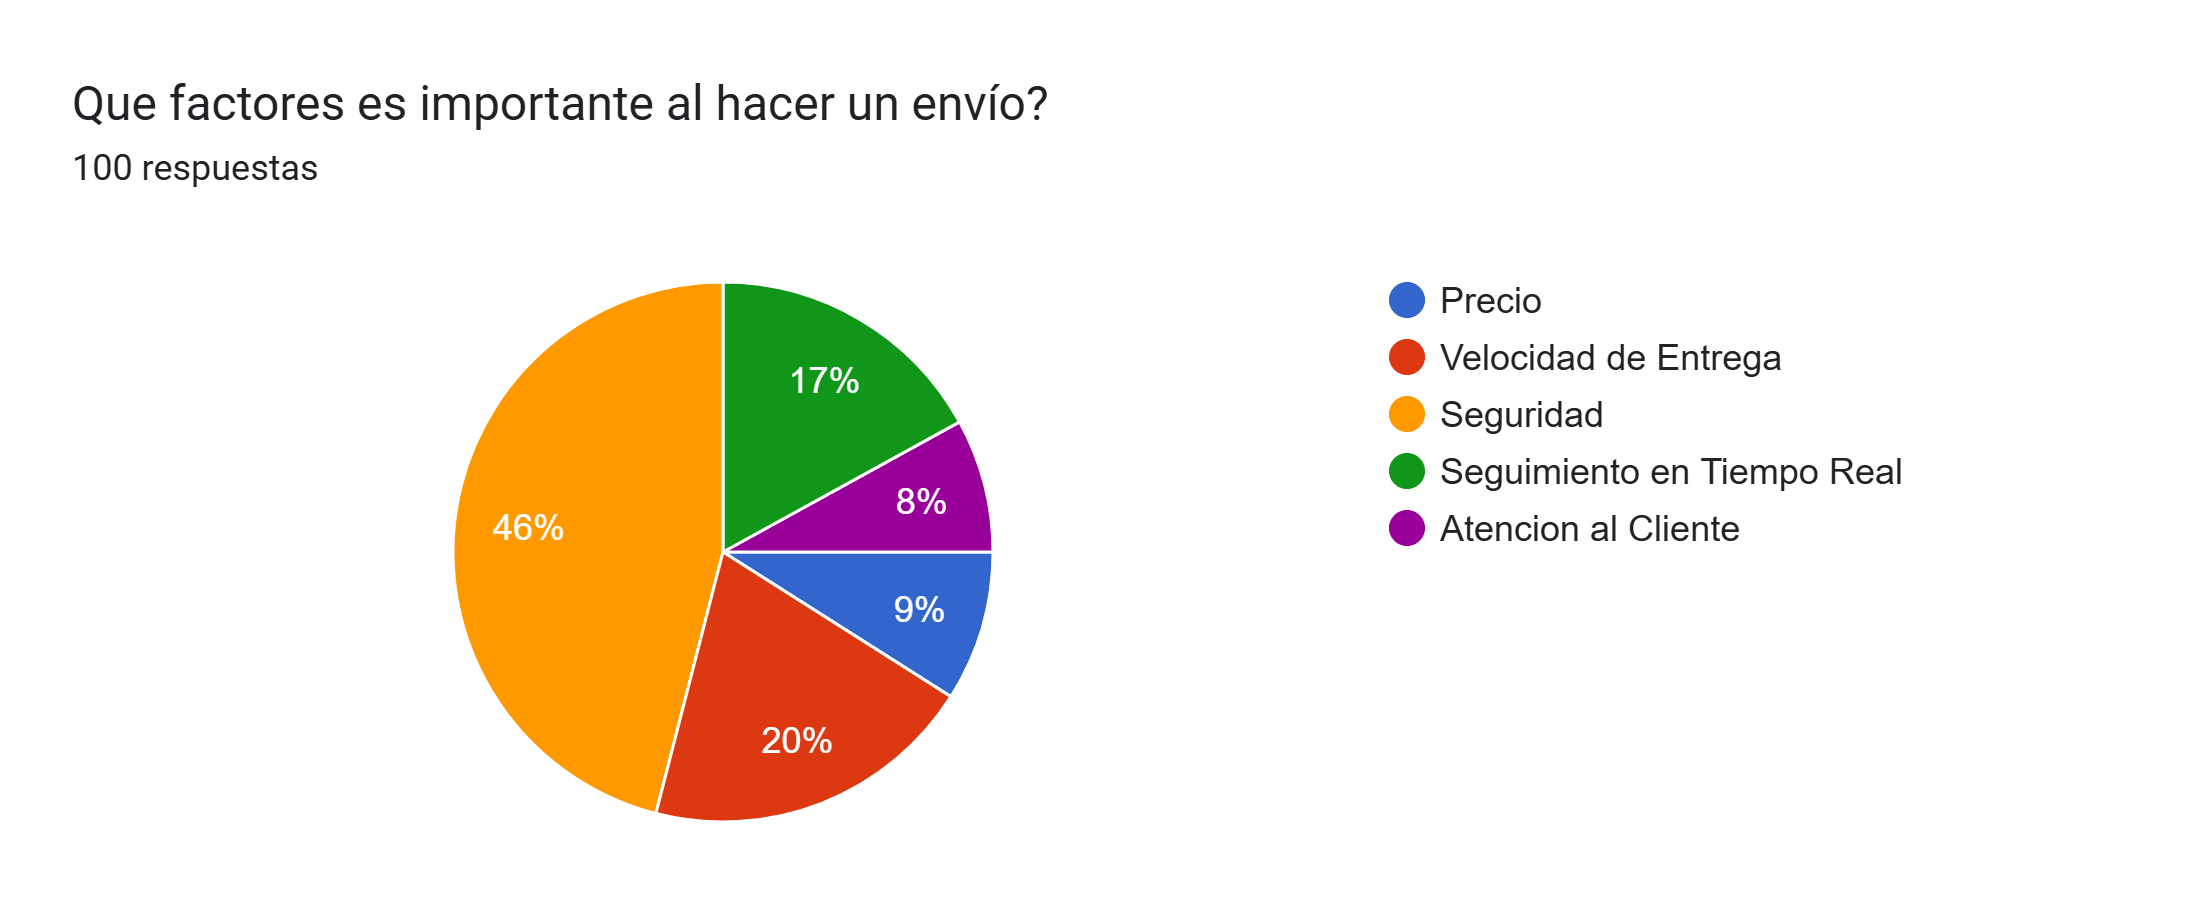 Que factores es importante al hacer un envío?
100 respuestas
17%
8%
46%
9%
20%
Precio
Velocidad de Entrega
Seguridad
Seguimiento en Tiempo Real
Atencion al Cliente